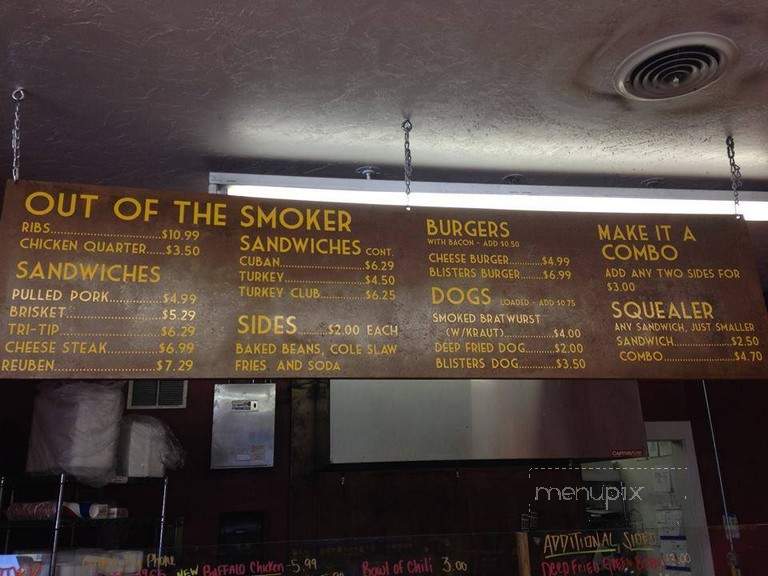 OUT OF THE SMOKER
RIBS..............................$10.99
CHICKEN QUARTER.....$3.50
SANDWICHES
PULLED PORK..............$4.99
BRISKET.......................$5.29
TRI-TIP........................$6.29
CHEESE STEAK..............$6.99
REUBEN.......................$7.29
SANDWICHES CONT.
CUBAN.........................$6.29
TURKEY........................$4.50
TURKEY CLUB...............$6.25
SIDES.......$2.00 EACH
BAKED BEANS, COLE SLAW
FRIES AND SODA
BURGERS
WITH BACON - ADD $0.50
CHEESE BURGER.........$4.99
BLISTERS BURGER......$6.99
DOGS LOADED - ADD $0.75
SMOKED BRATWURST
(W/KRAUT)..............$4.00
DEEP FRIED DOG........$2.00
BLISTERS DOG............$3.50
MAKE IT A
COMBO
ADD ANY TWO SIDES FOR
$3.00
SQUEALER
ANY SANDWICH, JUST SMALLER
SANDWICH.................$2.50
COMBO......................$4.70
menupix
Phone
NEW BUFFALO Chicken - 5.99
Bowl of Chili 3.00
ADDITIONAL SIDES
DEEP FRIED GREEN